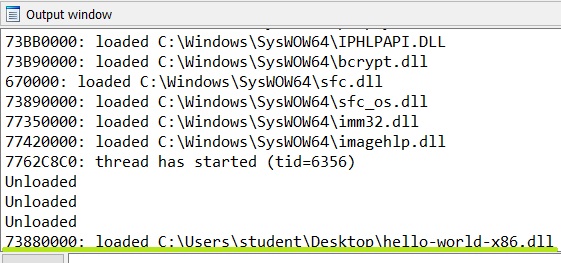 Output window
73BB0000: loaded C:\Windows\SysWOW64\IPHLPAPI.DLL
73B90000: loaded C:\Windows\SysWOW64\bcrypt.dll
670000: loaded C:\Windows\SysWOW64\sfc.dll
73890000: loaded C:\Windows\SysWOW64\sfc_os.dll
77350000: loaded C:\Windows\SysWOW64\imm32.dll
77420000: loaded C:\Windows\SysWOW64\imagehlp.dll
7762C8C0: thread has started (tid=6356)
Unloaded
Unloaded
Unloaded
73880000: loaded C:\Users\student\Desktop\hello-world-x86.dll